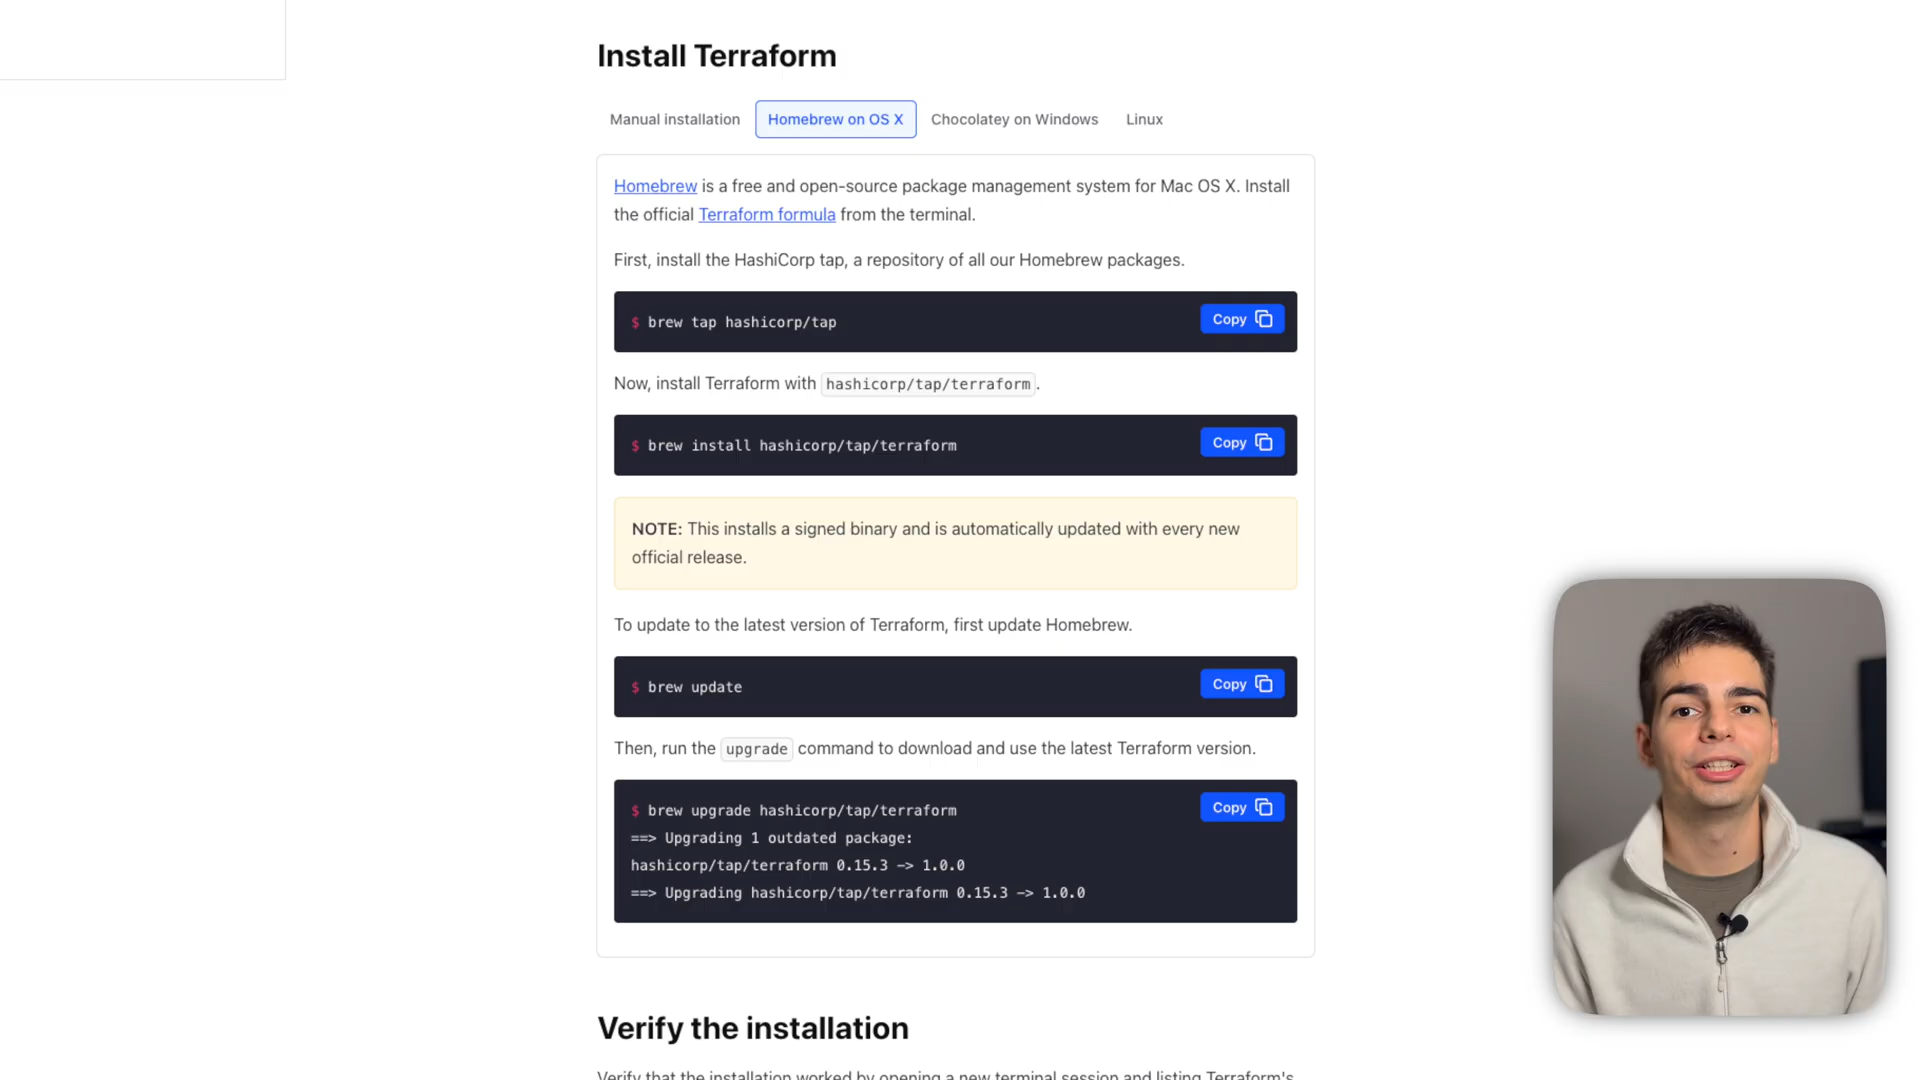 Install Terraform
Manual installation
Homebrew on OS X
Chocolatey on Windows
Linux
Homebrew is a free and open-source package management system for Mac OS X. Install
the official Terraform formula from the terminal.
First, install the HashiCorp tap, a repository of all our Homebrew packages.
$ brew tap hashicorp/tap
Copy
Now, install Terraform with hashicorp/tap/terraform.
$ brew install hashicorp/tap/terraform
Copy
NOTE: This installs a signed binary and is automatically updated with every new
official release.
To update to the latest version of Terraform, first update Homebrew.
$ brew update
Copy
Then, run the upgrade command to download and use the latest Terraform version.
$ brew upgrade hashicorp/tap/terraform
Copy
==> Upgrading 1 outdated package:
hashicorp/tap/terraform 0.15.3 -> 1.0.0
==> Upgrading hashicorp/tap/terraform 0.15.3 -> 1.0.0
Verify the installation
Verify that the installation worked by opening a new terminal session and listing Terraform's